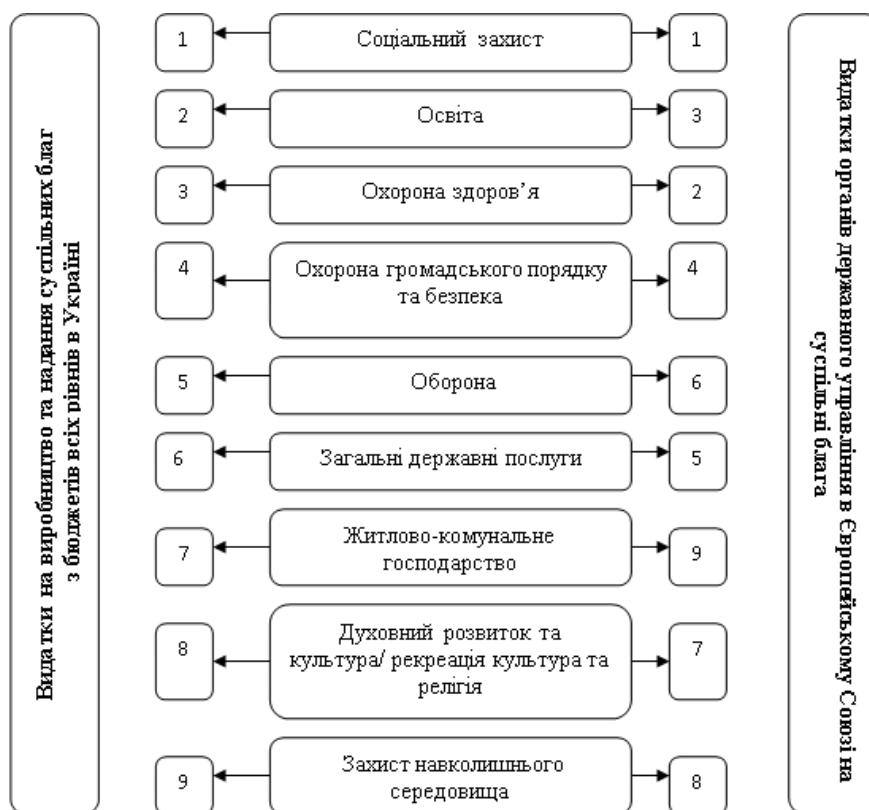 Видатки на виробництво та надання суспільних благ
з бюджетів всіх рівнів в Україні
1 Соціальний захист 1
2 Освіта 3
3 Охорона здоров’я 2
4 Охорона громадського порядку 4
та безпека
5 Оборона 6
6 Загальні державні послуги 5
Житлово-комунальне
7 господарство 9
Духовний розвиток та
8 культура/ рекреація культура та 7
релігія
Захист навколишнього
9 середовища 8
Видатки органів державного управління в Європейському Союзі на
суспільні блага